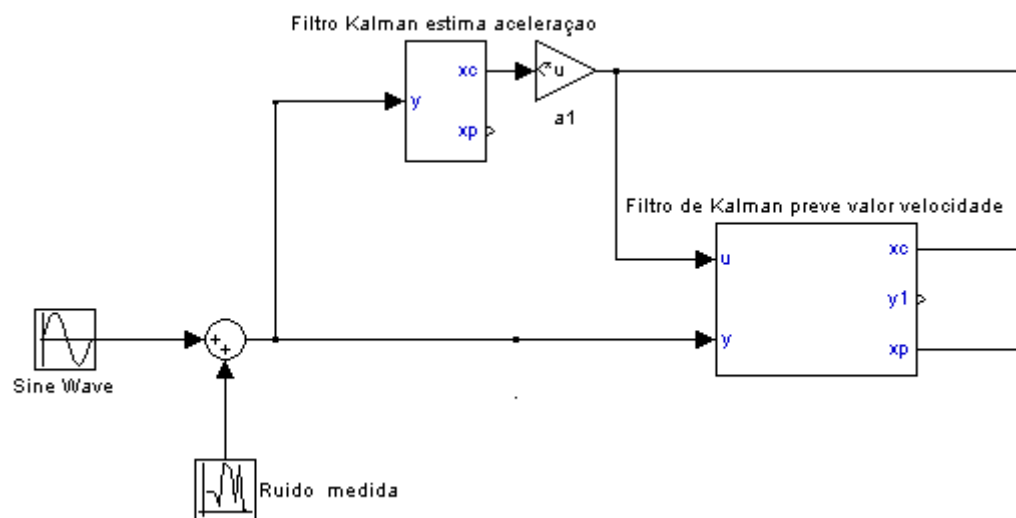 Filtro Kalman estima aceleraçao
y
xc
xp
u
a1
Filtro de Kalman preve valor velocidade
u
y
xc
y1
xp
Sine Wave
+
+
Ruido medida